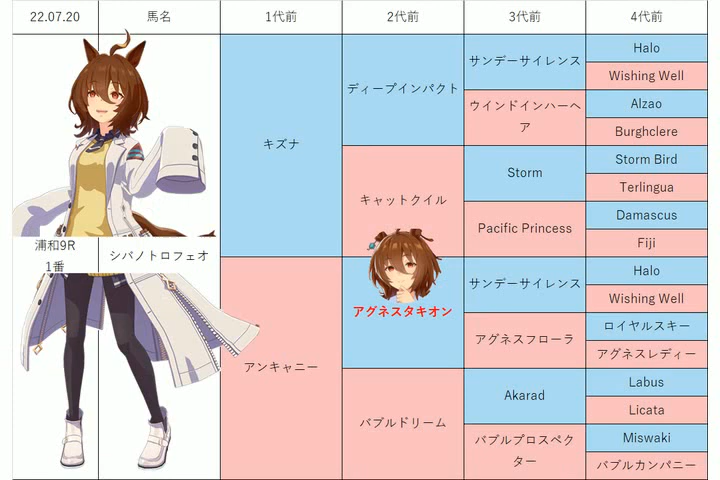 22.07.20
馬名
1代前
2代前
3代前
4代前
浦和9R
1番
シバノトロフェオ
キズナ
アンキャニー
ディープインパクト
キャットクイル
アグネスタキオン
バブルドリーム
サンデーサイレンス
ウインドインハーヘ
ア
Storm
Pacific Princess
サンデーサイレンス
アグネスフローラ
Akarad
バブルプロスペク
ター
Halo
Wishing Well
Alzao
Burghclere
Storm Bird
Terlingua
Damascus
Fiji
Halo
Wishing Well
ロイヤルスキー
アグネスレディー
Labus
Licata
Miswaki
バブルカンパニー